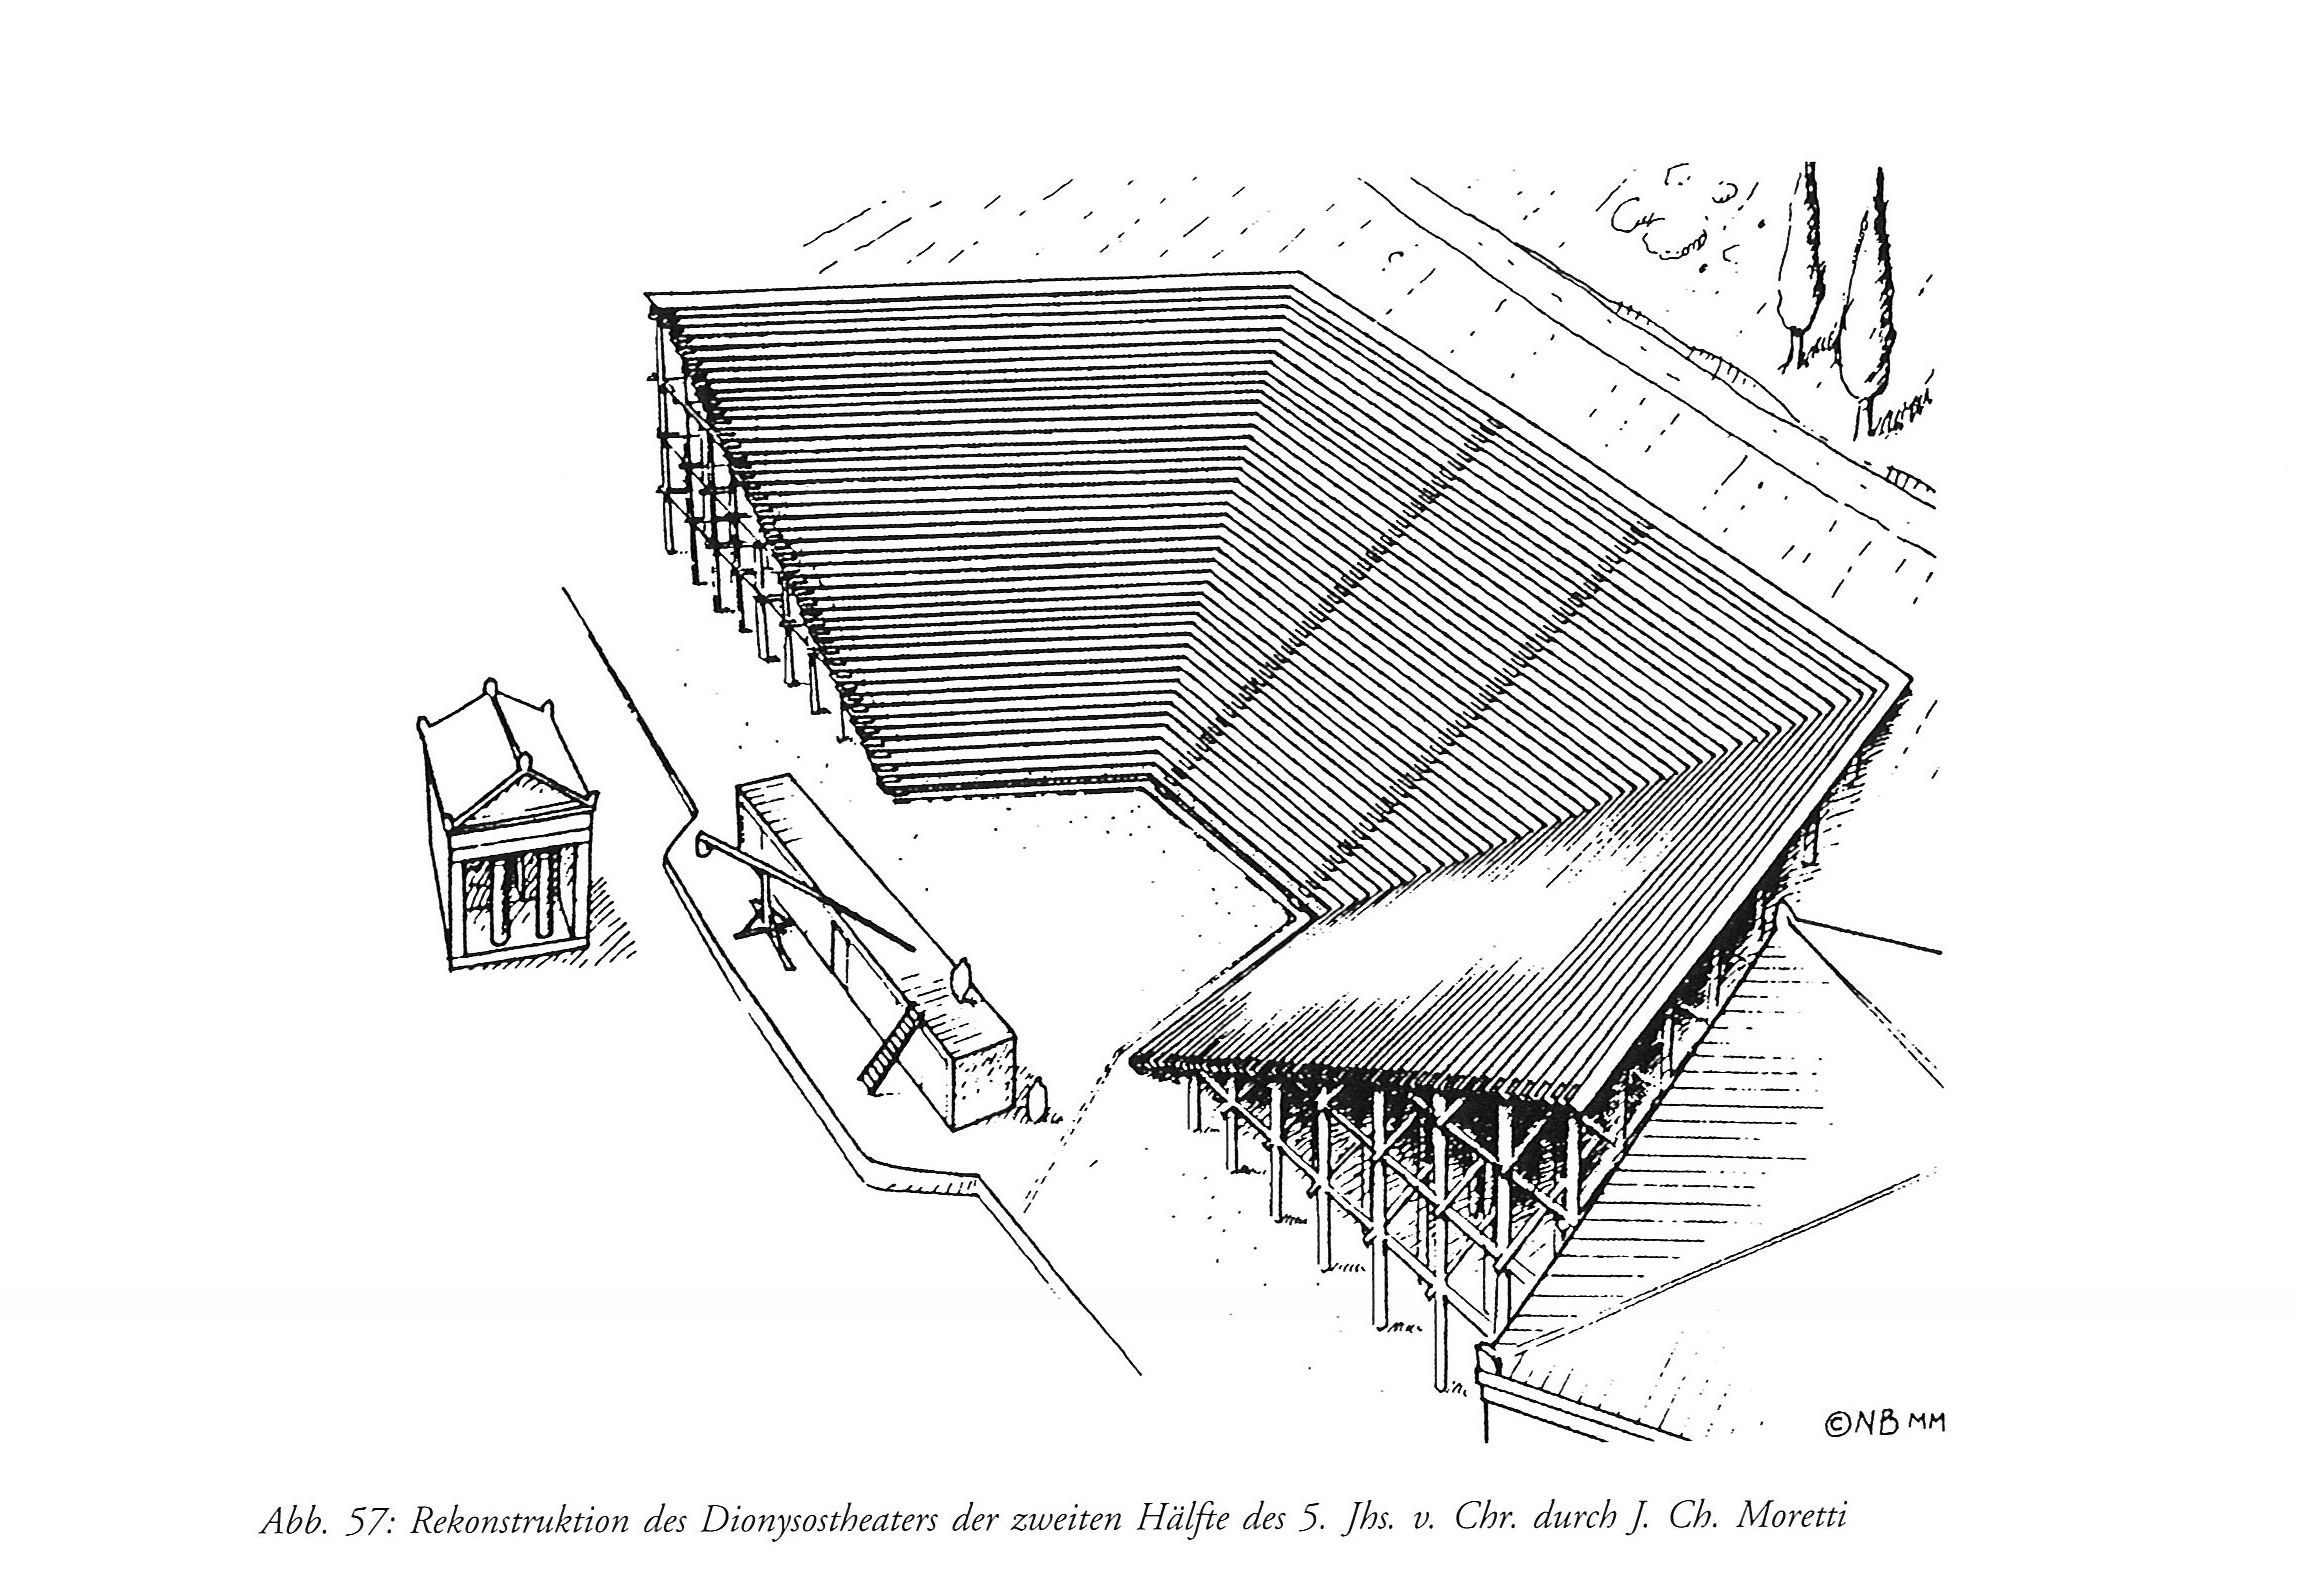 ©NB MM
Abb. 57: Rekonstruktion des Dionysostheaters der zweiten Hälfte des 5. Jhs. v. Chr. durch J. Ch. Moretti